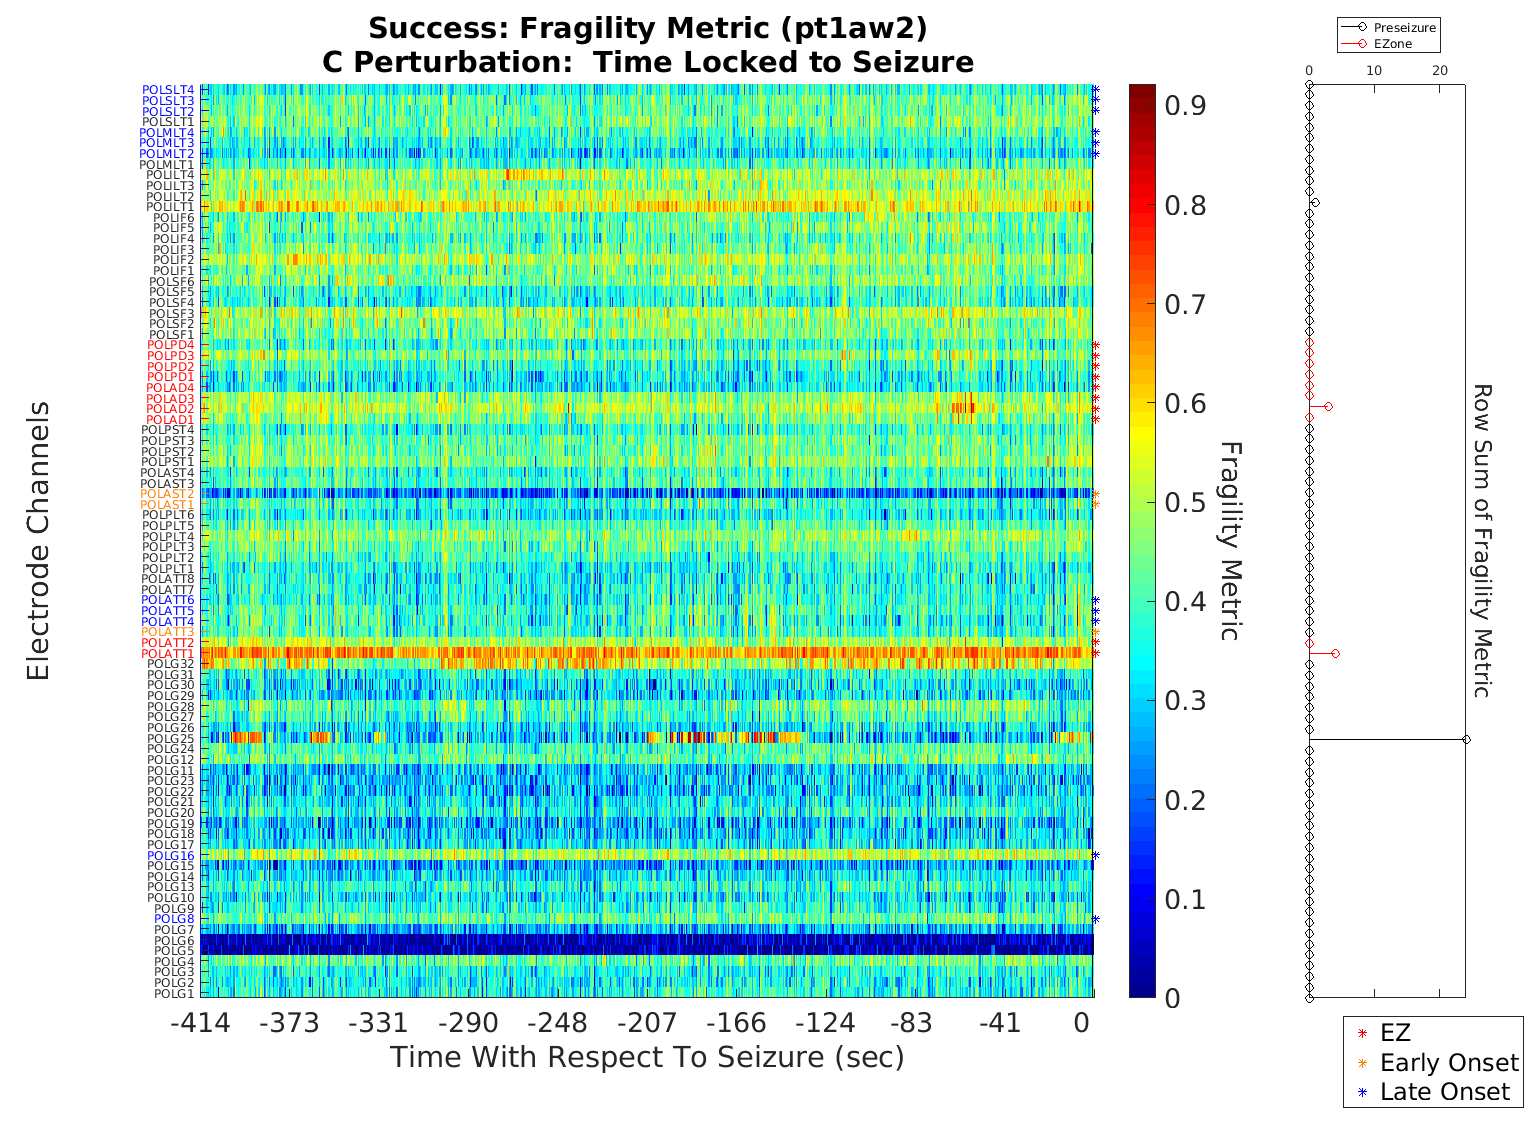 Success: Fragility Metric (pt1aw2)
C Perturbation:  Time Locked to Seizure
Electrode Channels
POLSLT4
POLSLT3
POLSLT2
POLSLT1
POLMLT4
POLMLT3
POLMLT2
POLMLT1
POLILT4
POLILT3
POLILT2
POLILT1
POLIF6
POLIF5
POLIF4
POLIF3
POLIF2
POLIF1
POLSF6
POLSF5
POLSF4
POLSF3
POLSF2
POLSF1
POLPD4
POLPD3
POLPD2
POLPD1
POLAD4
POLAD3
POLAD2
POLAD1
POLPST4
POLPST3
POLPST2
POLPST1
POLAST4
POLAST3
POLAST2
POLAST1
POLPLT6
POLPLT5
POLPLT4
POLPLT3
POLPLT2
POLPLT1
POLATT8
POLATT7
POLATT6
POLATT5
POLATT4
POLATT3
POLATT2
POLATT1
POLG32
POLG31
POLG30
POLG29
POLG28
POLG27
POLG26
POLG25
POLG24
POLG12
POLG11
POLG23
POLG22
POLG21
POLG20
POLG19
POLG18
POLG17
POLG16
POLG15
POLG14
POLG13
POLG10
POLG9
POLG8
POLG7
POLG6
POLG5
POLG4
POLG3
POLG2
POLG1
-414 -373 -331 -290 -248 -207 -166 -124 -83 -41 0
Time With Respect To Seizure (sec)
0.9
0.8
0.7
0.6
0.5
0.4
0.3
0.2
0.1
0
Fragility Metric
Preseizure
EZone
0 10 20
Row Sum of Fragility Metric
EZ
Early Onset
Late Onset